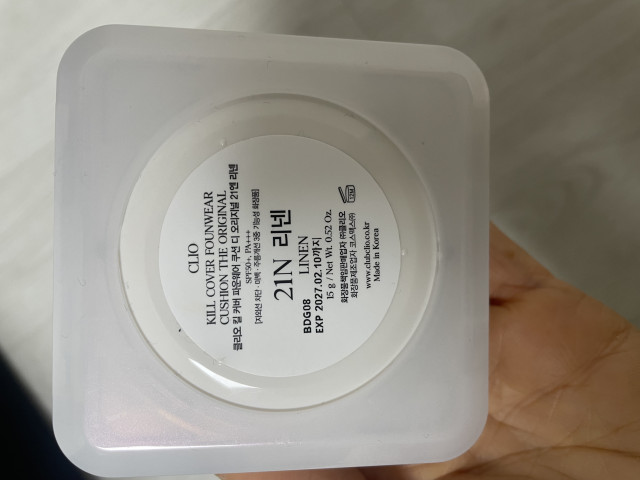 CLIO
KILL COVER FOUNWEAR
CUSHION THE ORIGINAL
클리오 킬 커버 파운웨어 쿠션 디 오리지널 21엔 리넨
SPF50+, PA+++
[자외선 차단 · 미백 · 주름개선 3중 기능성 화장품]
21N 리넨
LINEN
BDG08
EXP 2027.02.10까지
15 g / Net Wt. 0.52 Oz.
화장품책임판매업자 ㈜클리오
화장품제조업자 코스맥스㈜
www.clubclio.co.kr
Made in Korea